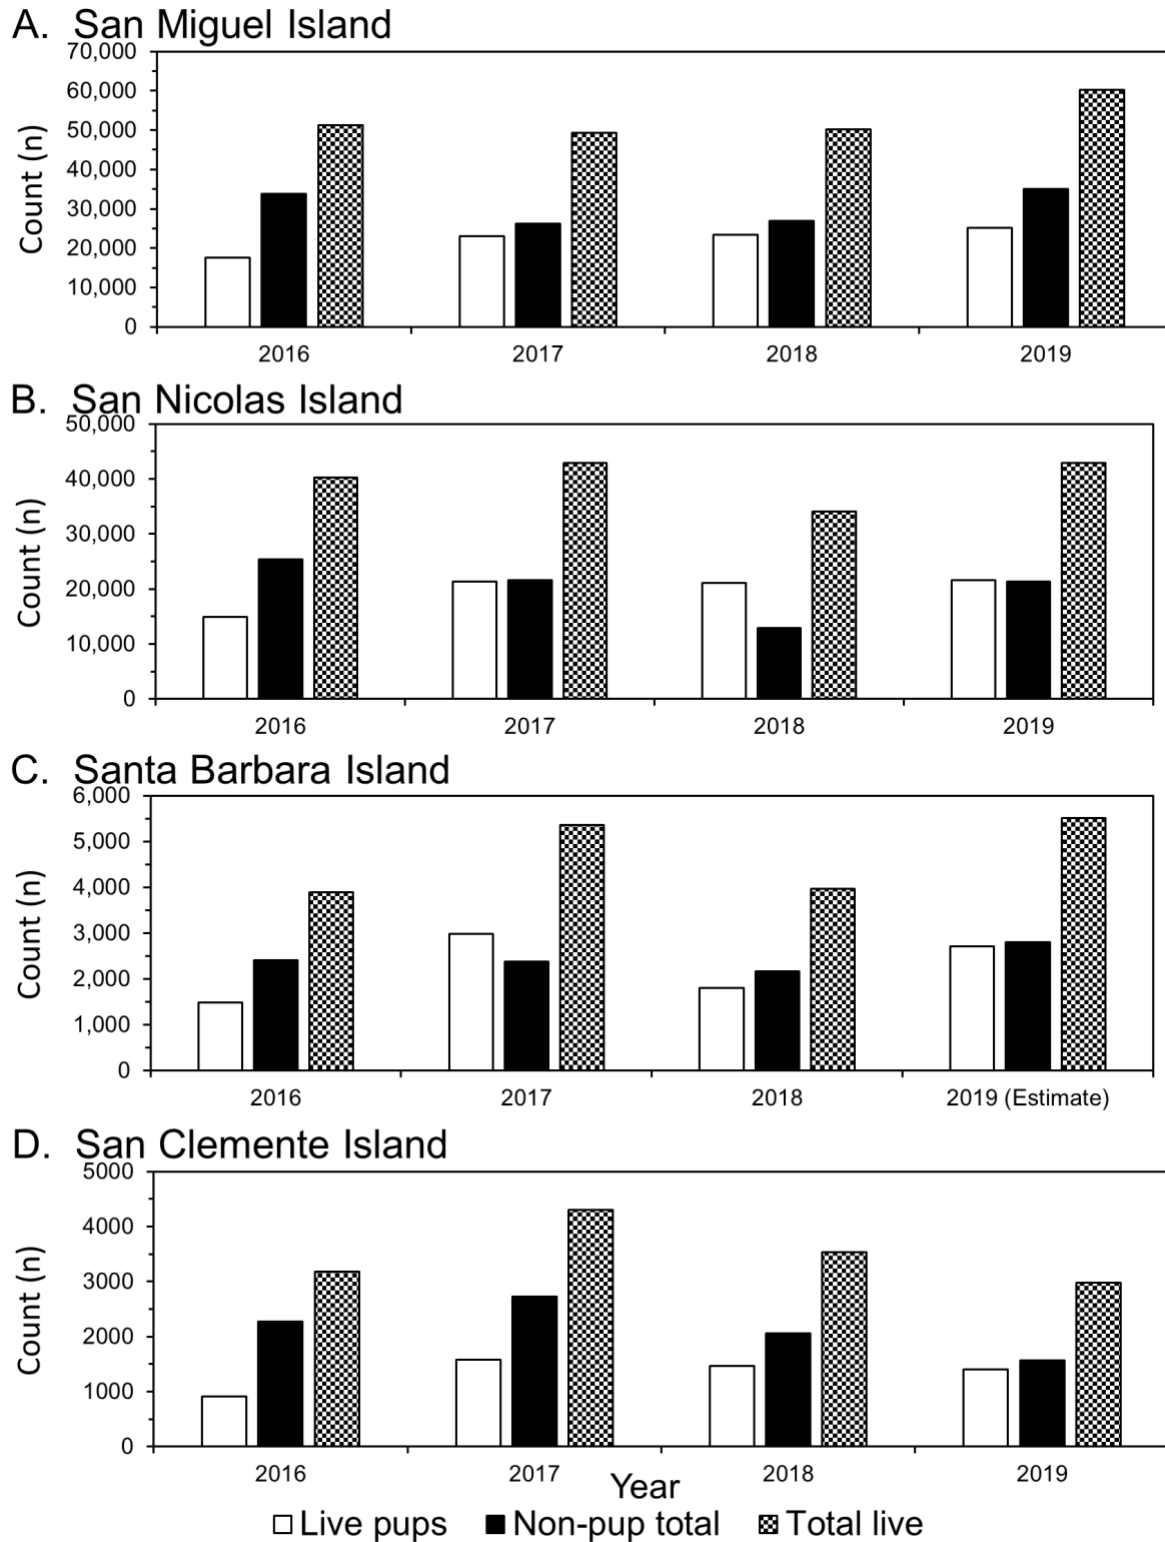 A. San Miguel Island
70,000
60,000
50,000
40,000
30,000
20,000
10,000
0
Count (n)
2016 2017 2018 2019
B. San Nicolas Island
50,000
40,000
30,000
20,000
10,000
0
Count (n)
2016 2017 2018 2019
C. Santa Barbara Island
6,000
5,000
4,000
3,000
2,000
1,000
0
Count (n)
2016 2017 2018 2019 (Estimate)
D. San Clemente Island
5000
4000
3000
2000
1000
0
Count (n)
2016 2017 2018 2019
Year
Live pups Non-pup total Total live